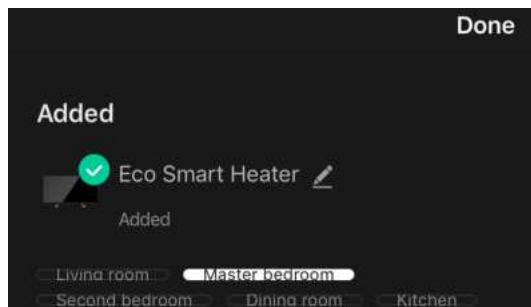 Done
Added
Eco Smart Heater
Added
Living room Master bedroom
Second bedroom Dining room Kitchen